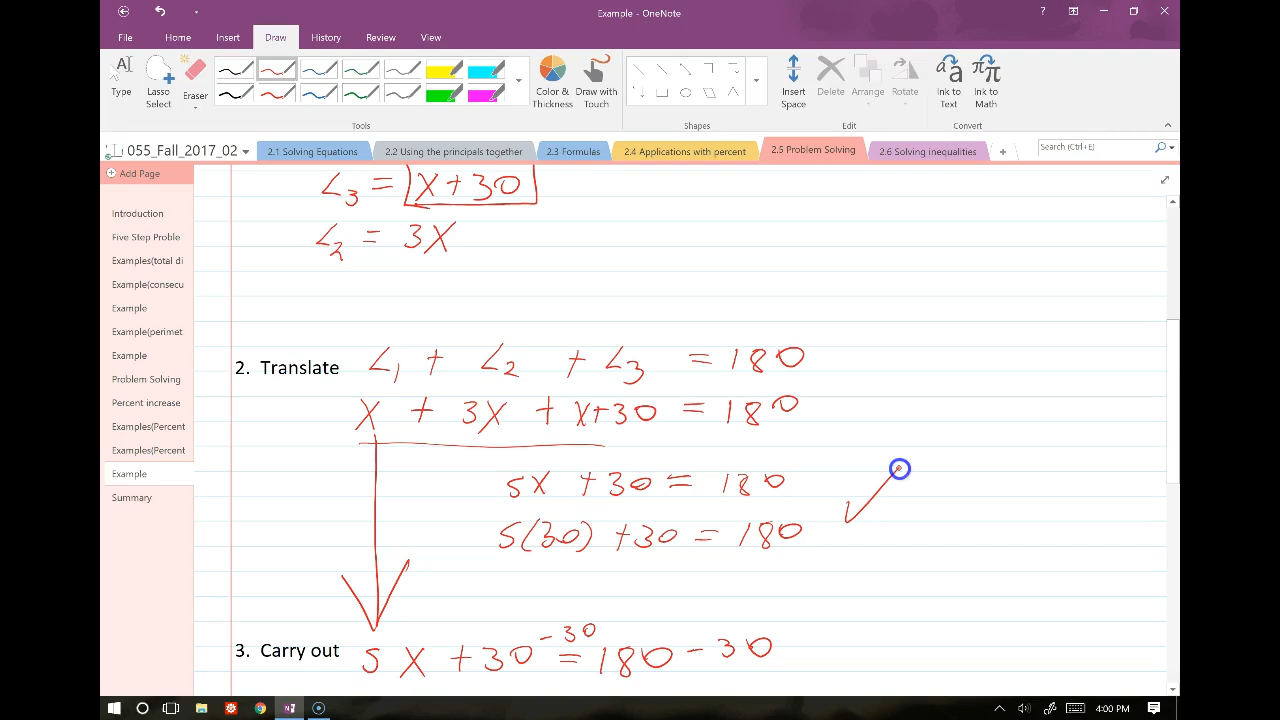 Example - OneNote
?
File Home Insert Draw History Review View
Type
Lasso Select
Eraser
Color & Thickness
Draw with Touch
Insert Space
Delete
Arrange
Rotate
Ink to Text
Ink to Math
Tools
Shapes
Edit
Convert
055_Fall_2017_02
2.1 Solving Equations
2.2 Using the principals together
2.3 Formulas
2.4 Applications with percent
2.5 Problem Solving
2.6 Solving inequalities
Search (Ctrl+E)
Add Page
Introduction
Five Step Proble
Examples(total di
Example(consecu
Example
Example(perimet
Example
Problem Solving
Percent increase
Examples(Percent
Examples(Percent
Example
Summary
∠3 = x+30
∠2 = 3x
2. Translate ∠1 + ∠2 + ∠3 = 180
x + 3x + x+30 = 180
5x + 30 = 180
5(30) + 30 = 180
3. Carry out 5x + 30 - 30 = 180 - 30
4:00 PM